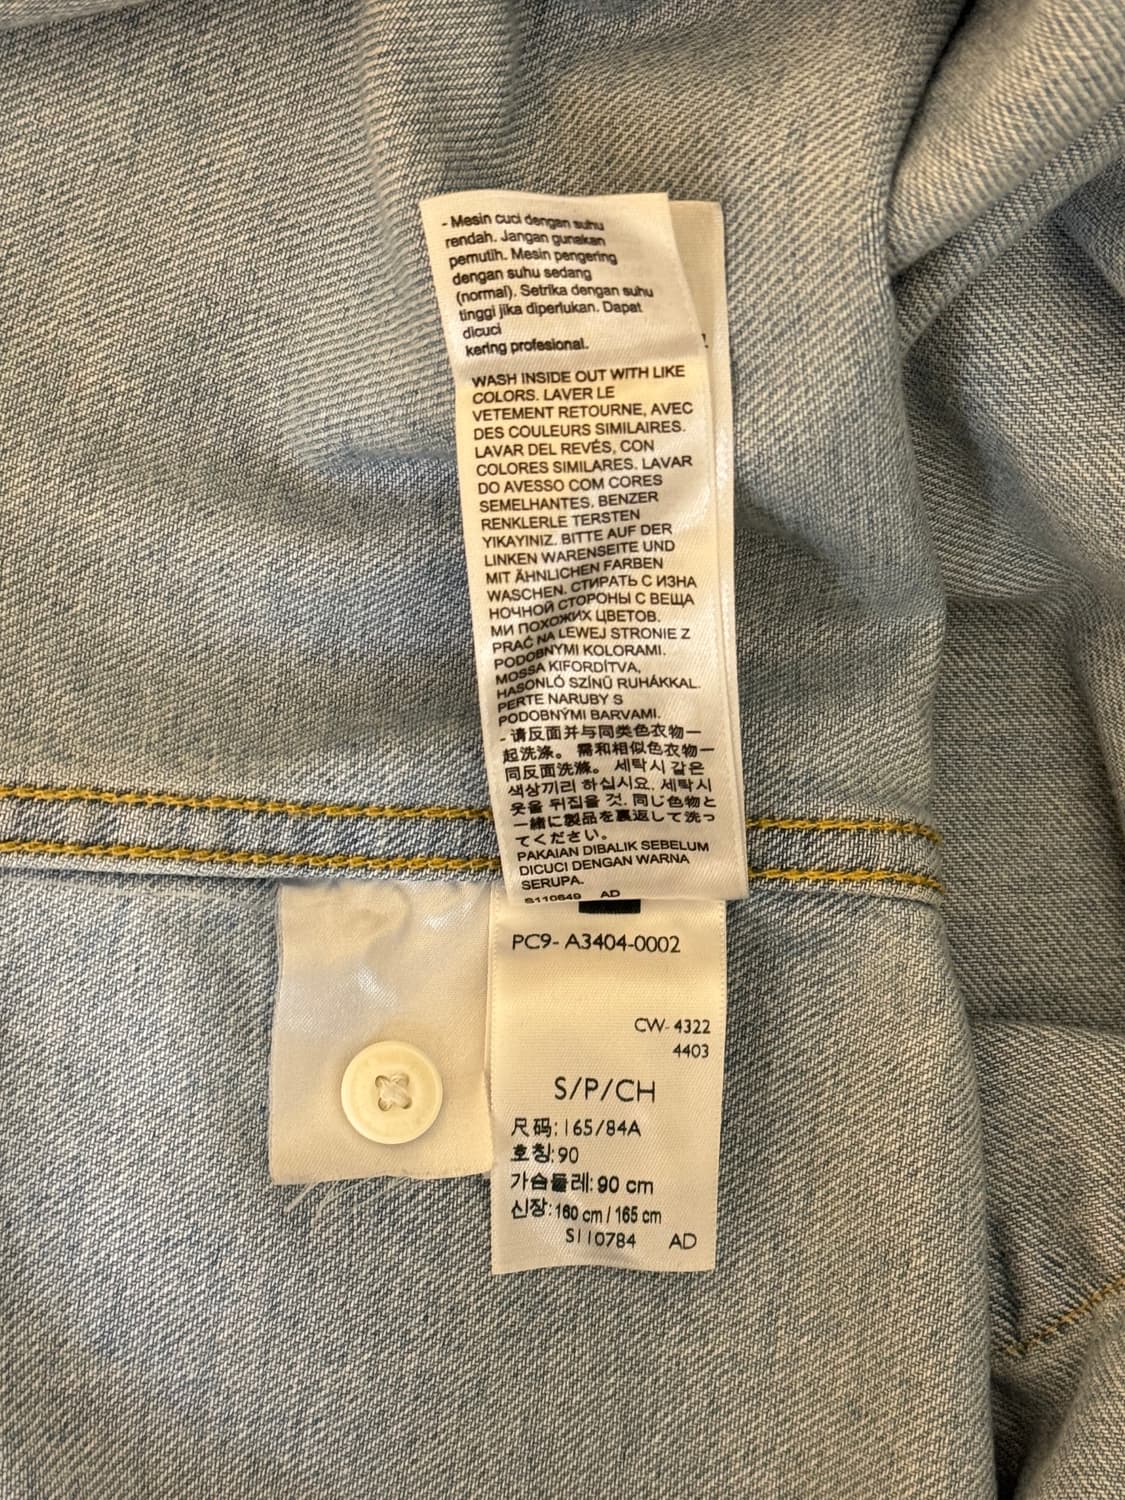 - Mesin cuci dengan suhu
rendah. Jangan gunakan
pemutih. Mesin pengering
dengan suhu sedang
(normal). Setrika dengan suhu
tinggi jika diperlukan. Dapat
dicuci
kering profesional.
WASH INSIDE OUT WITH LIKE
COLORS. LAVER LE
VETEMENT RETOURNE, AVEC
DES COULEURS SIMILAIRES.
LAVAR DEL REVÉS, CON
COLORES SIMILARES. LAVAR
DO AVESSO COM CORES
SEMELHANTES. BENZER
RENKLERLE TERSTEN
YIKAYINIZ. BITTE AUF DER
LINKEN WARENSEITE UND
MIT ÄHNLICHEN FARBEN
WASCHEN. СТИРАТЬ С ИЗНА
НОЧНОЙ СТОРОНЫ С ВЕЩА
МИ ПОХОЖИХ ЦВЕТОВ.
PRAĆ NA LEWEJ STRONIE Z
PODOBNYMI KOLORAMI.
MOSSA KIFORDÍTVA,
HASONLÓ SZÍNŰ RUHÁKKAL.
PERTE NARUBY S
PODOBNÝMI BARVAMI.
- 请反面并与同类色衣物一
起洗涤。 需和相似色衣物一
同反面洗滌。 세탁시 같은
색상끼리 하십시요. 세탁시
옷을 뒤집을 것. 同じ色物と
一緒に製品を裏返して洗っ
てください。
PAKAIAN DIBALIK SEBELUM
DICUCI DENGAN WARNA
SERUPA.
S110649 AD
PC9- A3404-0002
CW- 4322
4403
S/P/CH
尺码: 165/84A
호칭: 90
가슴둘레: 90 cm
신장: 160 cm / 165 cm
S110784 AD